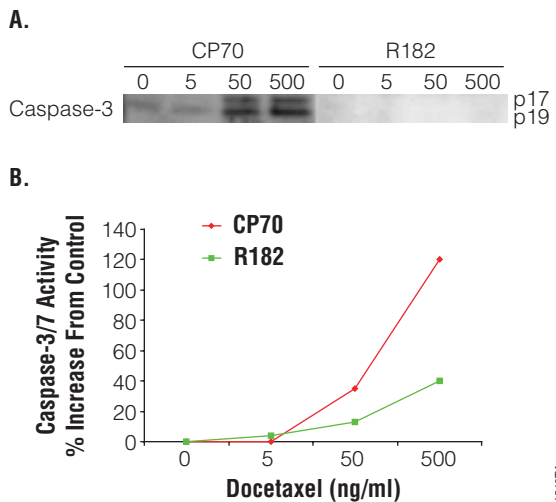 A.
CP70 R182
0 5 50 500 0 5 50 500
Caspase-3 p17
p19
B.
Caspase-3/7 Activity
% Increase From Control
140
120
100
80
60
40
20
0
CP70
R182
0 5 50 500
Docetaxel (ng/ml)